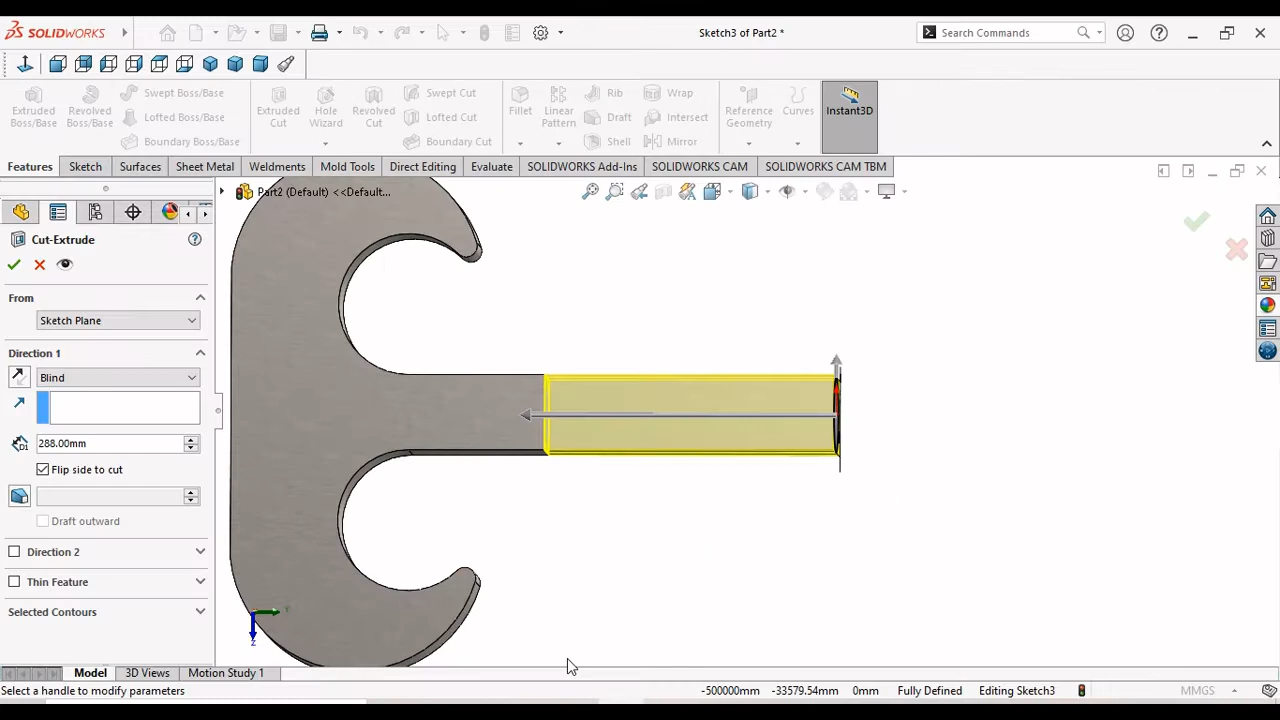 SOLIDWORKS
Sketch3 of Part2 *
Search Commands
Extruded Boss/Base
Revolved Boss/Base
Swept Boss/Base
Lofted Boss/Base
Boundary Boss/Base
Extruded Cut
Hole Wizard
Revolved Cut
Swept Cut
Lofted Cut
Boundary Cut
Fillet
Linear Pattern
Rib
Draft
Shell
Wrap
Intersect
Mirror
Reference Geometry
Curves
Instant3D
Features
Sketch
Surfaces
Sheet Metal
Weldments
Mold Tools
Direct Editing
Evaluate
SOLIDWORKS Add-Ins
SOLIDWORKS CAM
SOLIDWORKS CAM TBM
Part2 (Default) <<Default...
Cut-Extrude
From
Sketch Plane
Direction 1
Blind
D1
288.00mm
Flip side to cut
Draft outward
Direction 2
Thin Feature
Selected Contours
Y
Z
Model
3D Views
Motion Study 1
Select a handle to modify parameters
-500000mm
-33579.54mm
0mm
Fully Defined
Editing Sketch3
MMGS